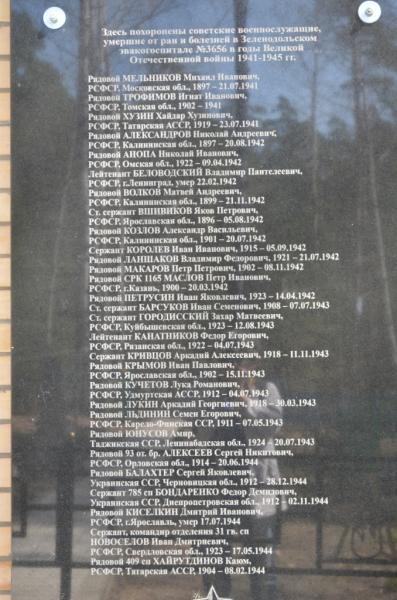 Здесь похоронены советские военнослужащие,
умершие от ран и болезней в Зеленодольском
эвакогоспитале №3656 в годы Великой
Отечественной войны 1941-1945 гг.
Рядовой МЕЛЬНИКОВ Михаил Иванович,
РСФСР, Московская обл., 1897 – 21.07.1941
Рядовой ТРОФИМОВ Игнат Иванович,
РСФСР, Томская обл., 1902 – 1941
Рядовой ХУЗИН Хайдар Хузинович,
РСФСР, Татарская АССР, 1919 – 23.07.1941
Рядовой АЛЕКСАНДРОВ Николай Андреевич,
РСФСР, Калининская обл., 1897 – 20.08.1942
Рядовой АНОПА Николай Иванович,
РСФСР, Омская обл., 1922 – 09.04.1942
Лейтенант БЕЛОВОДСКИЙ Владимир Пантелеевич,
РСФСР, г.Ленинград, умер 22.02.1942
Рядовой ВОЛКОВ Матвей Андреевич,
РСФСР, Калининская обл., 1899 – 21.11.1942
Ст. сержант ВШИВИКОВ Яков Петрович,
РСФСР, Ярославская обл., 1896 – 05.08.1942
Рядовой КОЗЛОВ Александр Васильевич,
РСФСР, Калининская обл., 1901 – 20.07.1942
Сержант КОРОЛЕВ Иван Иванович, 1915 – 05.09.1942
Рядовой ЛАНШАКОВ Владимир Федорович, 1921 – 21.07.1942
Рядовой МАКАРОВ Петр Петрович, 1902 – 08.11.1942
Рядовой СРК 1165 МАСЛОВ Петр Иванович,
РСФСР, г.Казань, 1900 – 20.03.1942
Рядовой ПЕТРУСИН Иван Яковлевич, 1923 – 14.04.1942
Ст. сержант БАРСУКОВ Иван Семенович, 1908 – 07.07.1943
Ст. сержант ГОРОДИССКИЙ Захар Матвеевич,
РСФСР, Куйбышевская обл., 1923 – 12.08.1943
Лейтенант КАНАТНИКОВ Федор Егорович,
РСФСР, Рязанская обл., 1922 – 04.07.1943
Сержант КРИВЦОВ Аркадий Алексеевич, 1918 – 11.11.1943
Рядовой КРЫМОВ Иван Павлович,
РСФСР, Ярославская обл., 1902 – 15.11.1943
Рядовой КУЧЕТОВ Лука Романович,
РСФСР, Удмуртская АССР, 1912 – 04.07.1943
Рядовой ЛУКИН Аркадий Георгиевич, 1918 – 30.03.1943
Рядовой ЛЬДИНИН Семен Егорович,
РСФСР, Карело-Финская ССР, 1911 – 07.05.1943
Рядовой ЮНУСОВ Амир,
Таджикская ССР, Ленинабадская обл., 1924 – 20.07.1943
Рядовой 93 от. бр. АЛЕКСЕЕВ Сергей Никитович,
РСФСР, Орловская обл., 1914 – 20.06.1944
Рядовой БАЛАХТЕР Сергей Яковлевич,
Украинская ССР, Черновицкая обл., 1912 – 28.12.1944
Сержант 785 сп БОНДАРЕНКО Федор Демидович,
Украинская ССР, Днепропетровская обл., 1912 – 02.11.1944
Рядовой КИСЕЛКИН Дмитрий Иванович,
РСФСР, г.Ярославль, умер 17.07.1944
Сержант, командир отделения 31 гв. сп
НОВОСЕЛОВ Иван Дмитриевич,
РСФСР, Свердловская обл., 1923 – 17.05.1944
Рядовой 409 сп ХАЙРУТДИНОВ Каюм,
РСФСР, Татарская АССР, 1904 – 08.02.1944